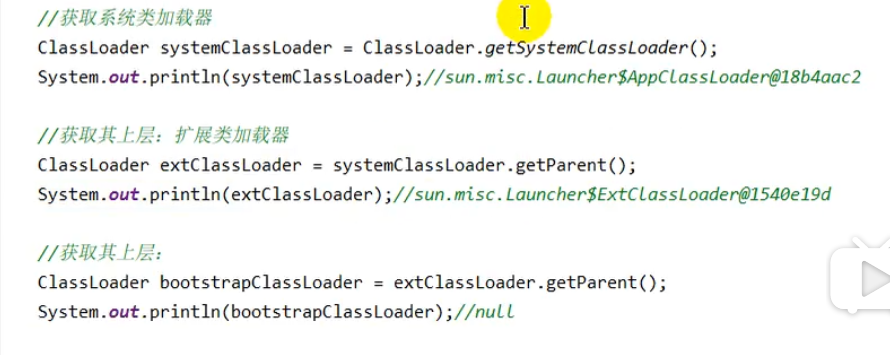 //获取系统类加载器
ClassLoader systemClassLoader = ClassLoader.getSystemClassLoader();
System.out.println(systemClassLoader);//sun.misc.Launcher$AppClassLoader@18b4aac2
//获取其上层：扩展类加载器
ClassLoader extClassLoader = systemClassLoader.getParent();
System.out.println(extClassLoader);//sun.misc.Launcher$ExtClassLoader@1540e19d
//获取其上层：
ClassLoader bootstrapClassLoader = extClassLoader.getParent();
System.out.println(bootstrapClassLoader);//null